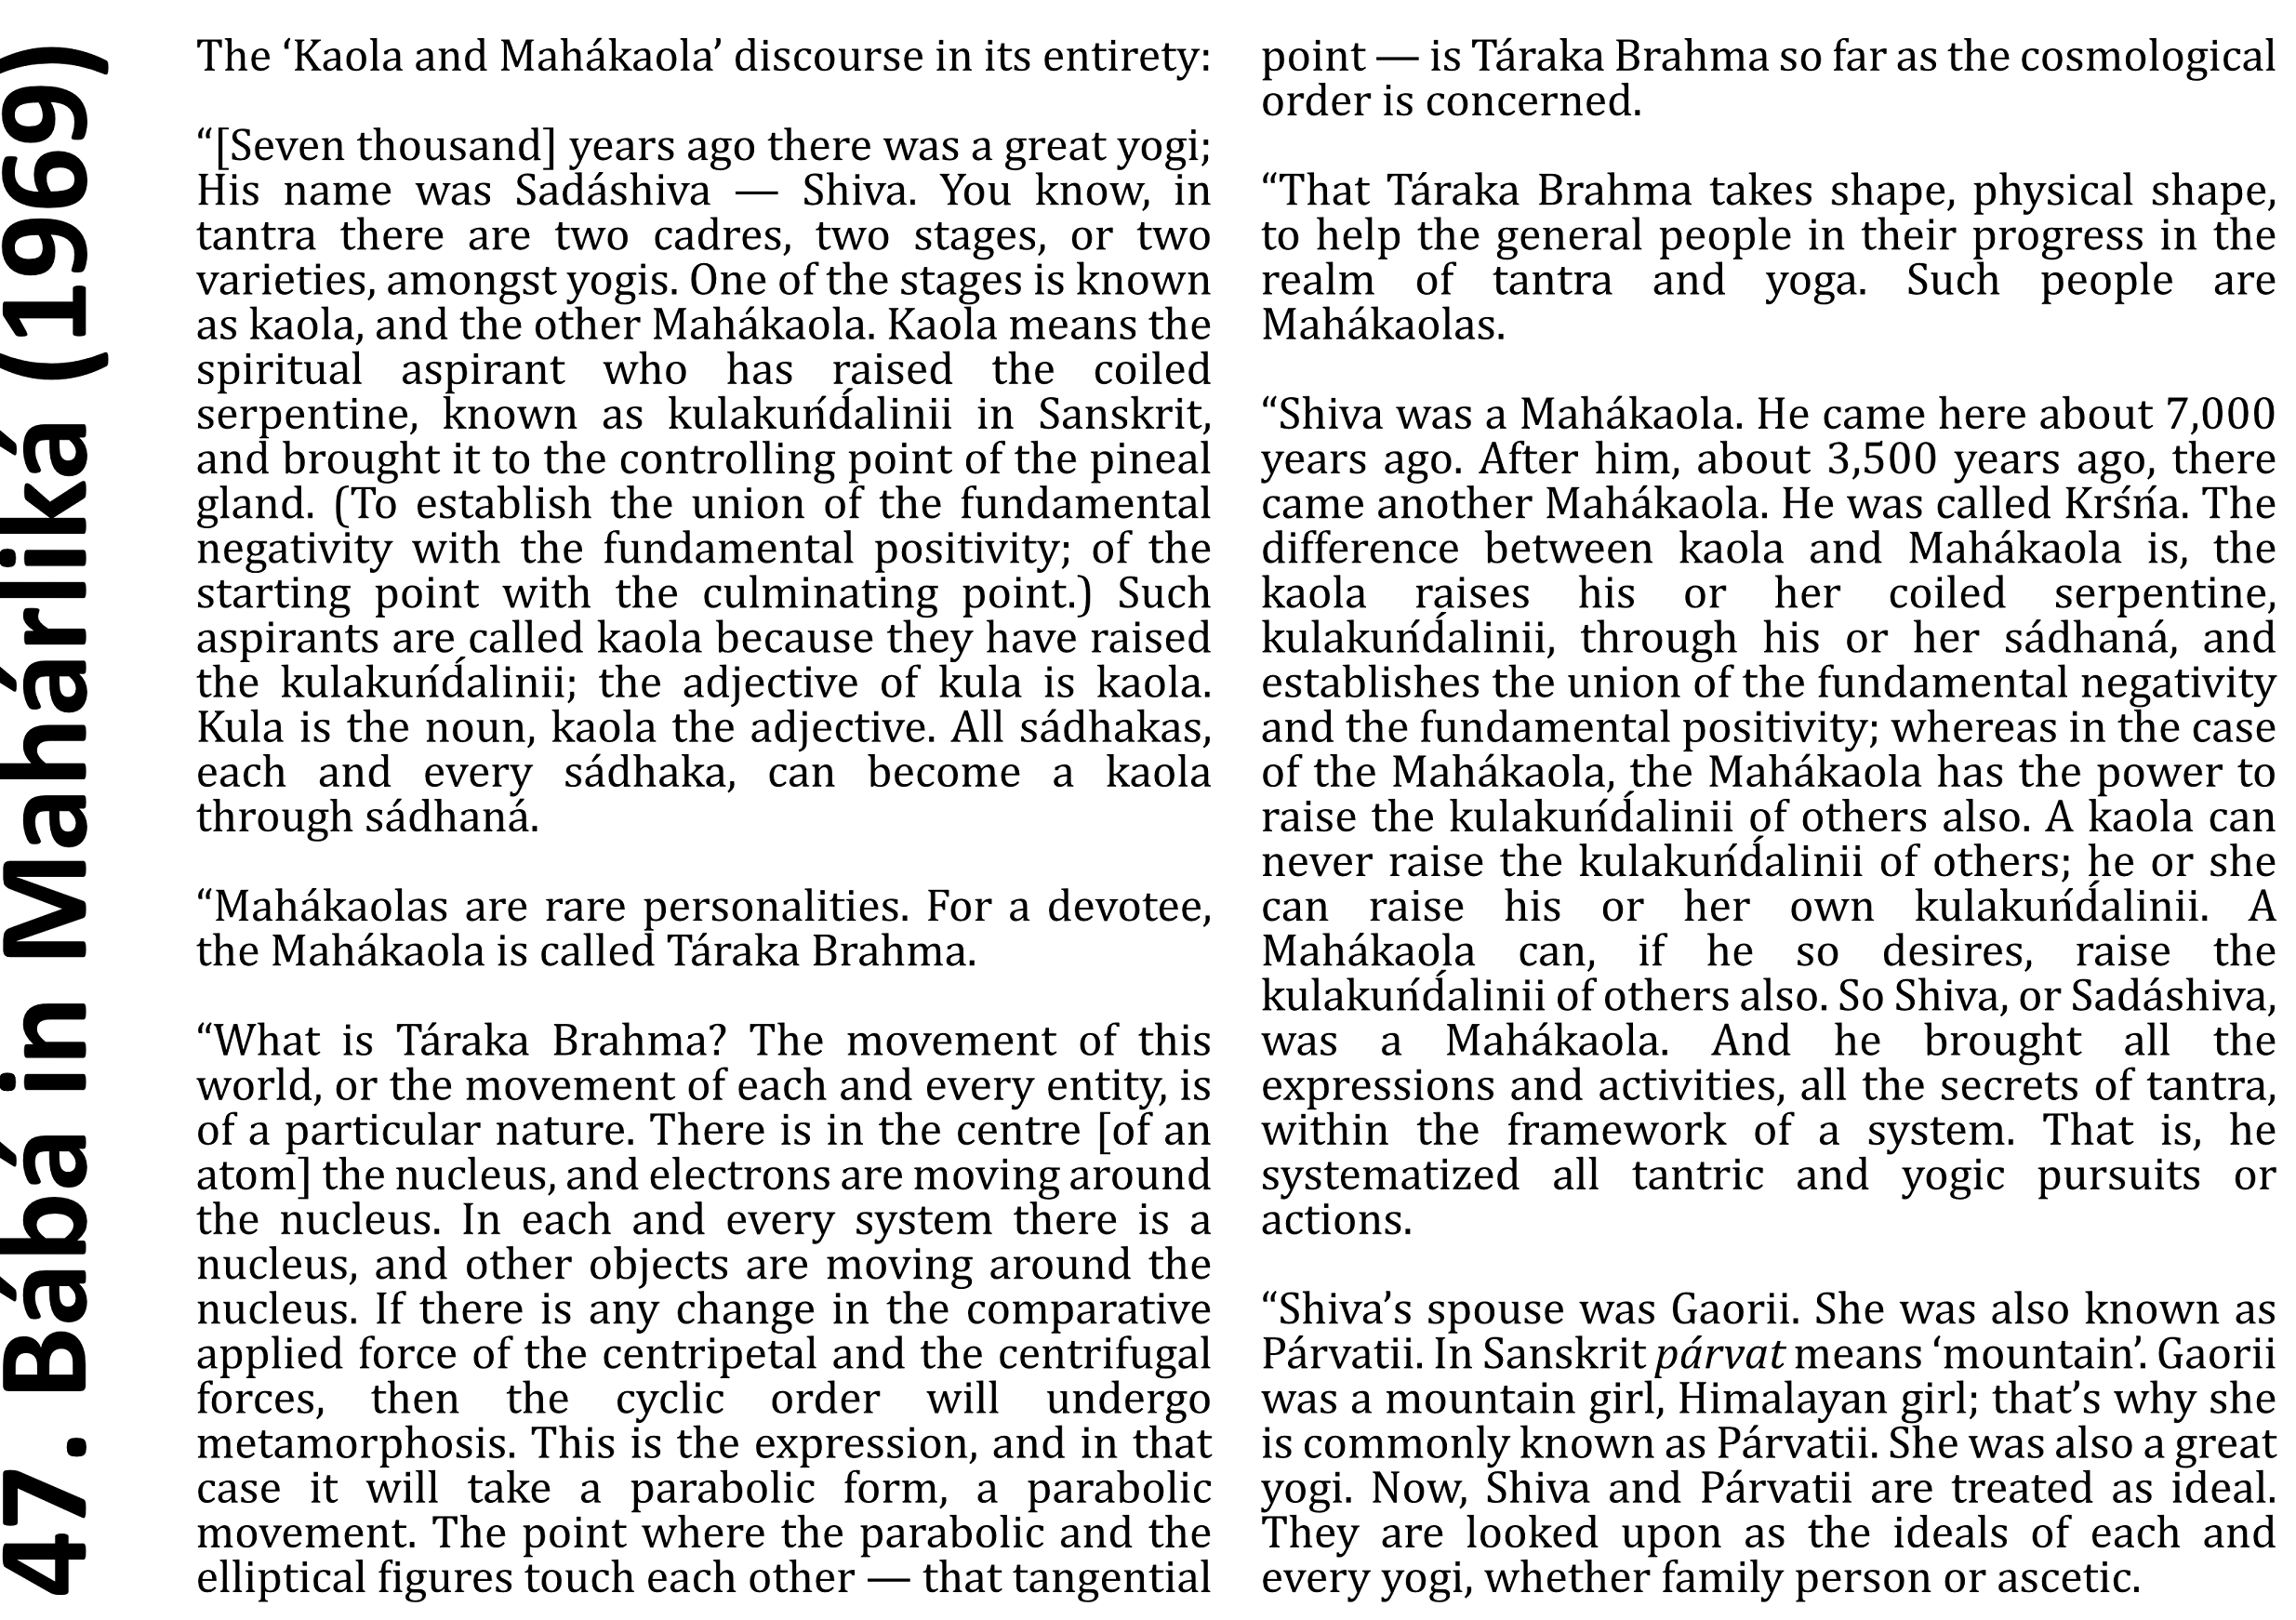 47. Bábá in Mahárliká (1969)
The ‘Kaola and Mahákaola’ discourse in its entirety:
“[Seven thousand] years ago there was a great yogi;
His name was Sadáshiva — Shiva. You know, in
tantra there are two cadres, two stages, or two
varieties, amongst yogis. One of the stages is known
as kaola, and the other Mahákaola. Kaola means the
spiritual aspirant who has raised the coiled
serpentine, known as kulakuńd́alinii in Sanskrit,
and brought it to the controlling point of the pineal
gland. (To establish the union of the fundamental
negativity with the fundamental positivity; of the
starting point with the culminating point.) Such
aspirants are called kaola because they have raised
the kulakuńd́alinii; the adjective of kula is kaola.
Kula is the noun, kaola the adjective. All sádhakas,
each and every sádhaka, can become a kaola
through sádhaná.
“Mahákaolas are rare personalities. For a devotee,
the Mahákaola is called Táraka Brahma.
“What is Táraka Brahma? The movement of this
world, or the movement of each and every entity, is
of a particular nature. There is in the centre [of an
atom] the nucleus, and electrons are moving around
the nucleus. In each and every system there is a
nucleus, and other objects are moving around the
nucleus. If there is any change in the comparative
applied force of the centripetal and the centrifugal
forces, then the cyclic order will undergo
metamorphosis. This is the expression, and in that
case it will take a parabolic form, a parabolic
movement. The point where the parabolic and the
elliptical figures touch each other — that tangential
point — is Táraka Brahma so far as the cosmological
order is concerned.
“That Táraka Brahma takes shape, physical shape,
to help the general people in their progress in the
realm of tantra and yoga. Such people are
Mahákaolas.
“Shiva was a Mahákaola. He came here about 7,000
years ago. After him, about 3,500 years ago, there
came another Mahákaola. He was called Krśńa. The
difference between kaola and Mahákaola is, the
kaola raises his or her coiled serpentine,
kulakuńd́alinii, through his or her sádhaná, and
establishes the union of the fundamental negativity
and the fundamental positivity; whereas in the case
of the Mahákaola, the Mahákaola has the power to
raise the kulakuńd́alinii of others also. A kaola can
never raise the kulakuńd́alinii of others; he or she
can raise his or her own kulakuńd́alinii. A
Mahákaola can, if he so desires, raise the
kulakuńd́alinii of others also. So Shiva, or Sadáshiva,
was a Mahákaola. And he brought all the
expressions and activities, all the secrets of tantra,
within the framework of a system. That is, he
systematized all tantric and yogic pursuits or
actions.
“Shiva’s spouse was Gaorii. She was also known as
Párvatii. In Sanskrit párvat means ‘mountain’. Gaorii
was a mountain girl, Himalayan girl; that’s why she
is commonly known as Párvatii. She was also a great
yogi. Now, Shiva and Párvatii are treated as ideal.
They are looked upon as the ideals of each and
every yogi, whether family person or ascetic.